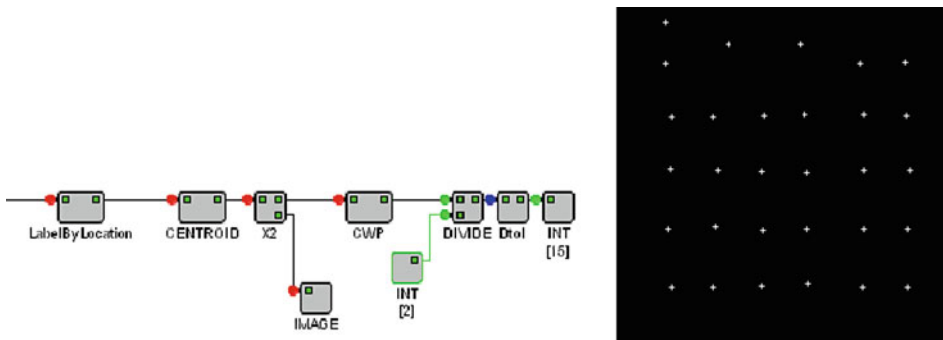 LabelByLocation
CENTROID
X2
CWP
DIVIDE
DtoI
INT
[15]
INT
[2]
IMAGE